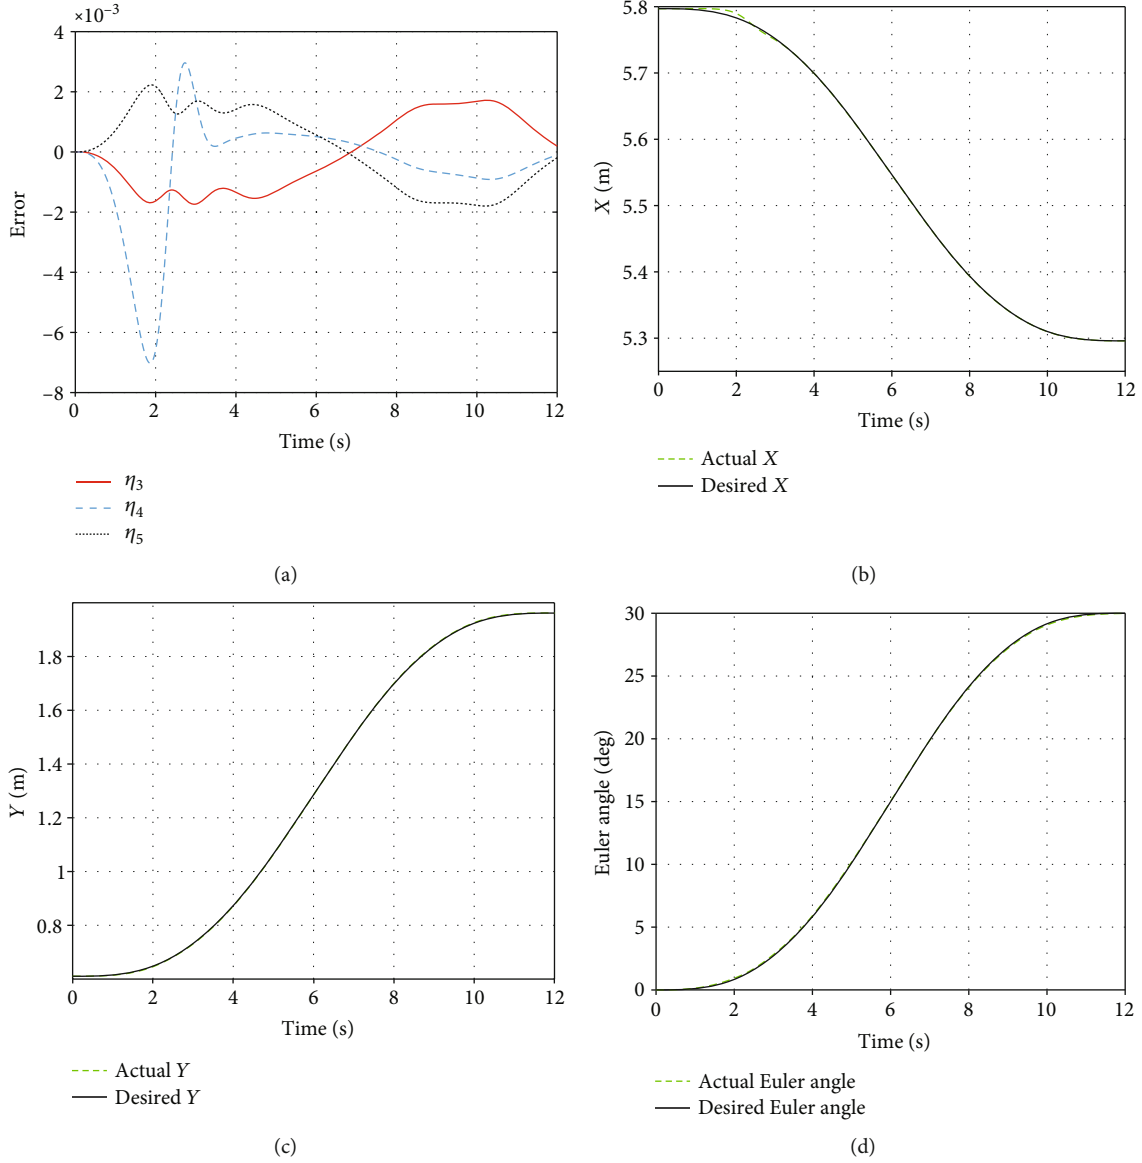 ×10−3
4
2
0
−2
−4
−6
−8
Error
0 2 4 6 8 10 12
Time (s)
η3
η4
η5
(a)
5.8
5.7
5.6
5.5
5.4
5.3
X (m)
0 2 4 6 8 10 12
Time (s)
Actual X
Desired X
(b)
1.8
1.6
1.4
1.2
1
0.8
Y (m)
0 2 4 6 8 10 12
Time (s)
Actual Y
Desired Y
(c)
30
25
20
15
10
5
0
Euler angle (deg)
0 2 4 6 8 10 12
Time (s)
Actual Euler angle
Desired Euler angle
(d)